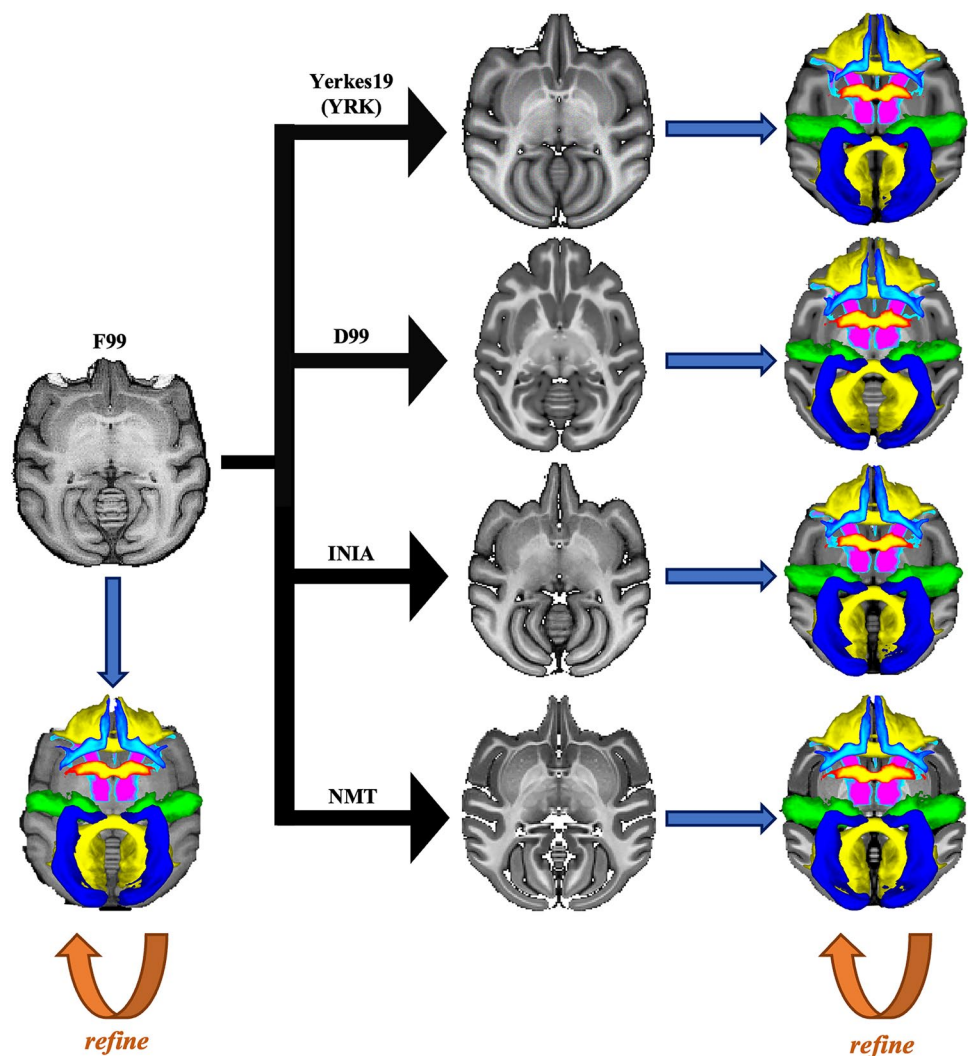 Yerkes19
(YRK)
F99
D99
INIA
NMT
refine
refine